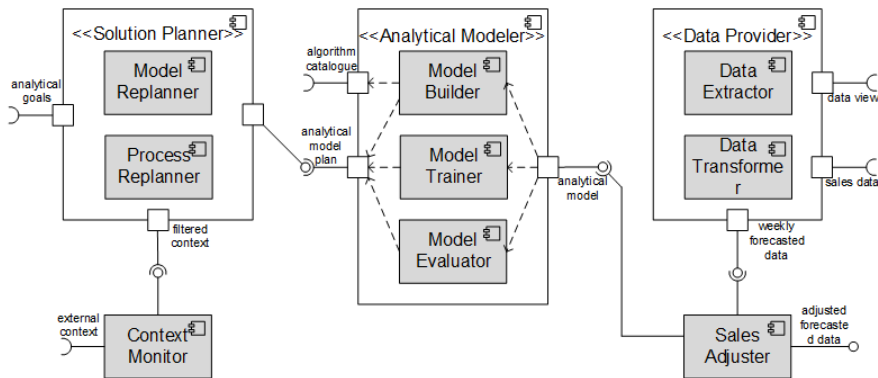 <<Solution Planner>>
Model
Replanner
Process
Replanner
analytical
goals
filtered
context
external
context
Context
Monitor
<<Analytical Modeler>>
algorithm
catalogue
analytical
model
plan
Model
Builder
Model
Trainer
Model
Evaluator
analytical
model
<<Data Provider>>
Data
Extractor
Data
Transforme
r
data view
sales data
weekly
forecasted
data
Sales
Adjuster
adjusted
forecaste
d data